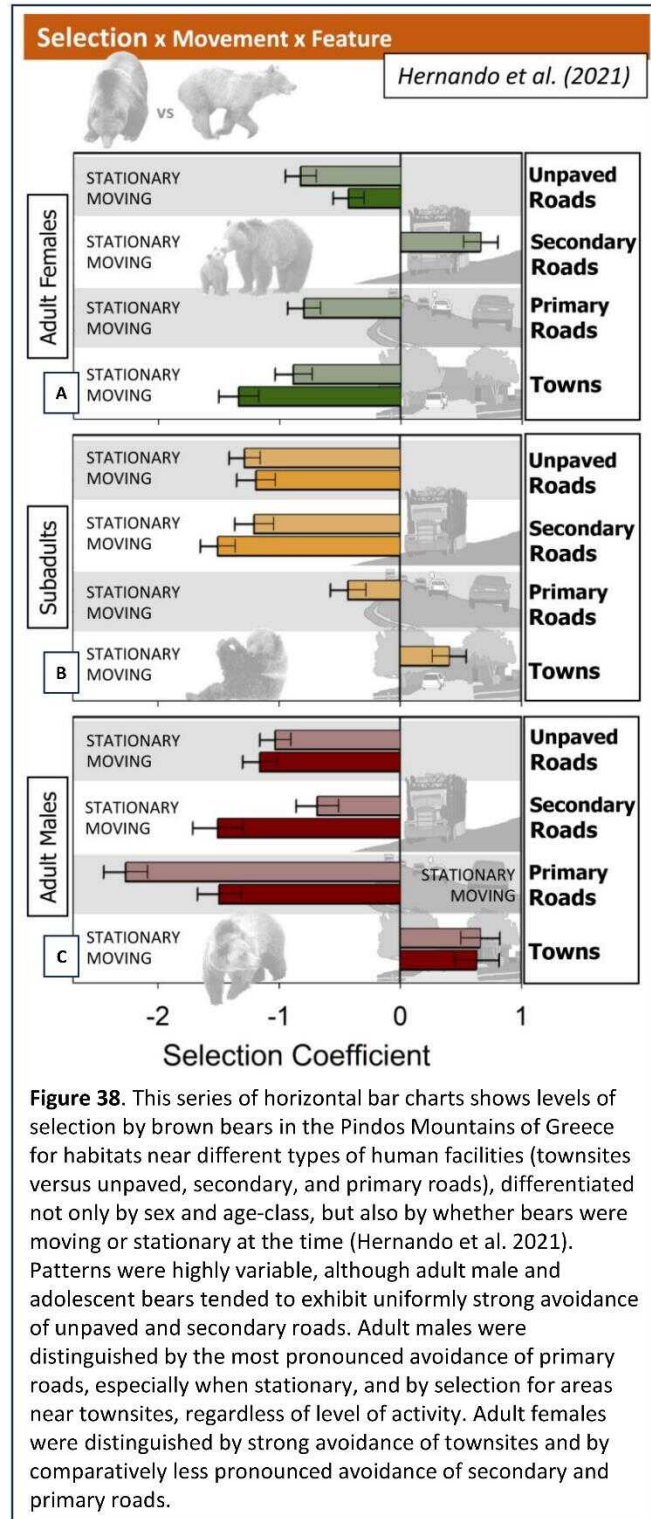 Selection x Movement x Feature
Hernando et al. (2021)
vs
Adult Females
STATIONARY
MOVING
Unpaved
Roads
STATIONARY
MOVING
Secondary
Roads
STATIONARY
MOVING
Primary
Roads
A
STATIONARY
MOVING
Towns
Subadults
STATIONARY
MOVING
Unpaved
Roads
STATIONARY
MOVING
Secondary
Roads
STATIONARY
MOVING
Primary
Roads
B
STATIONARY
MOVING
Towns
Adult Males
STATIONARY
MOVING
Unpaved
Roads
STATIONARY
MOVING
Secondary
Roads
STATIONARY
MOVING
Primary
Roads
C
STATIONARY
MOVING
Towns
-2 -1 0 1
Selection Coefficient
Figure 38. This series of horizontal bar charts shows levels of
selection by brown bears in the Pindos Mountains of Greece
for habitats near different types of human facilities (townsites
versus unpaved, secondary, and primary roads), differentiated
not only by sex and age-class, but also by whether bears were
moving or stationary at the time (Hernando et al. 2021).
Patterns were highly variable, although adult male and
adolescent bears tended to exhibit uniformly strong avoidance
of unpaved and secondary roads. Adult males were
distinguished by the most pronounced avoidance of primary
roads, especially when stationary, and by selection for areas
near townsites, regardless of level of activity. Adult females
were distinguished by strong avoidance of townsites and by
comparatively less pronounced avoidance of secondary and
primary roads.